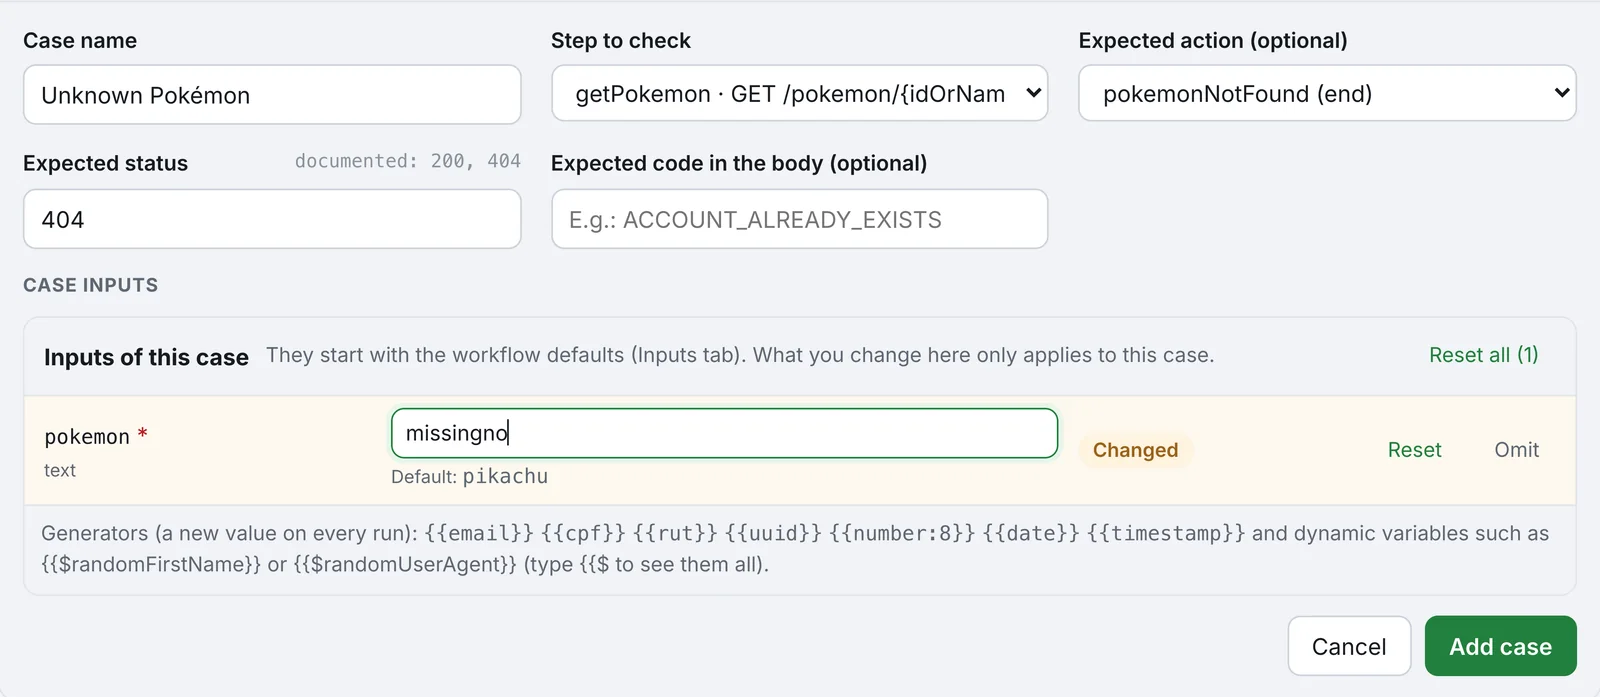 Case name
Step to check
Expected action (optional)
Unknown Pokémon
getPokemon · GET /pokemon/{idOrNam
pokemonNotFound (end)
Expected status
documented: 200, 404
Expected code in the body (optional)
404
E.g.: ACCOUNT_ALREADY_EXISTS
CASE INPUTS
Inputs of this case
They start with the workflow defaults (Inputs tab). What you change here only applies to this case.
Reset all (1)
pokemon *
text
missingno
Default: pikachu
Changed
Reset
Omit
Generators (a new value on every run): {{email}} {{cpf}} {{rut}} {{uuid}} {{number:8}} {{date}} {{timestamp}} and dynamic variables such as
{{$randomFirstName}} or {{$randomUserAgent}} (type {{$ to see them all).
Cancel
Add case